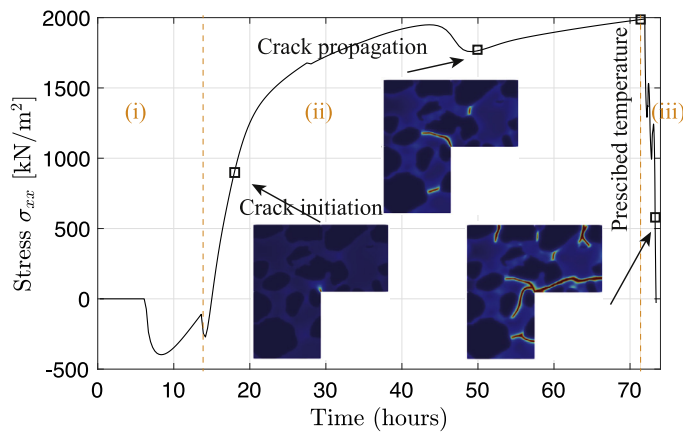 2000
1500
1000
500
0
-500
Stress σxx [kN/m²]
(i)
(ii)
(iii)
Crack propagation
Crack initiation
Prescibed temperature
0
10
20
30
40
50
60
70
Time (hours)